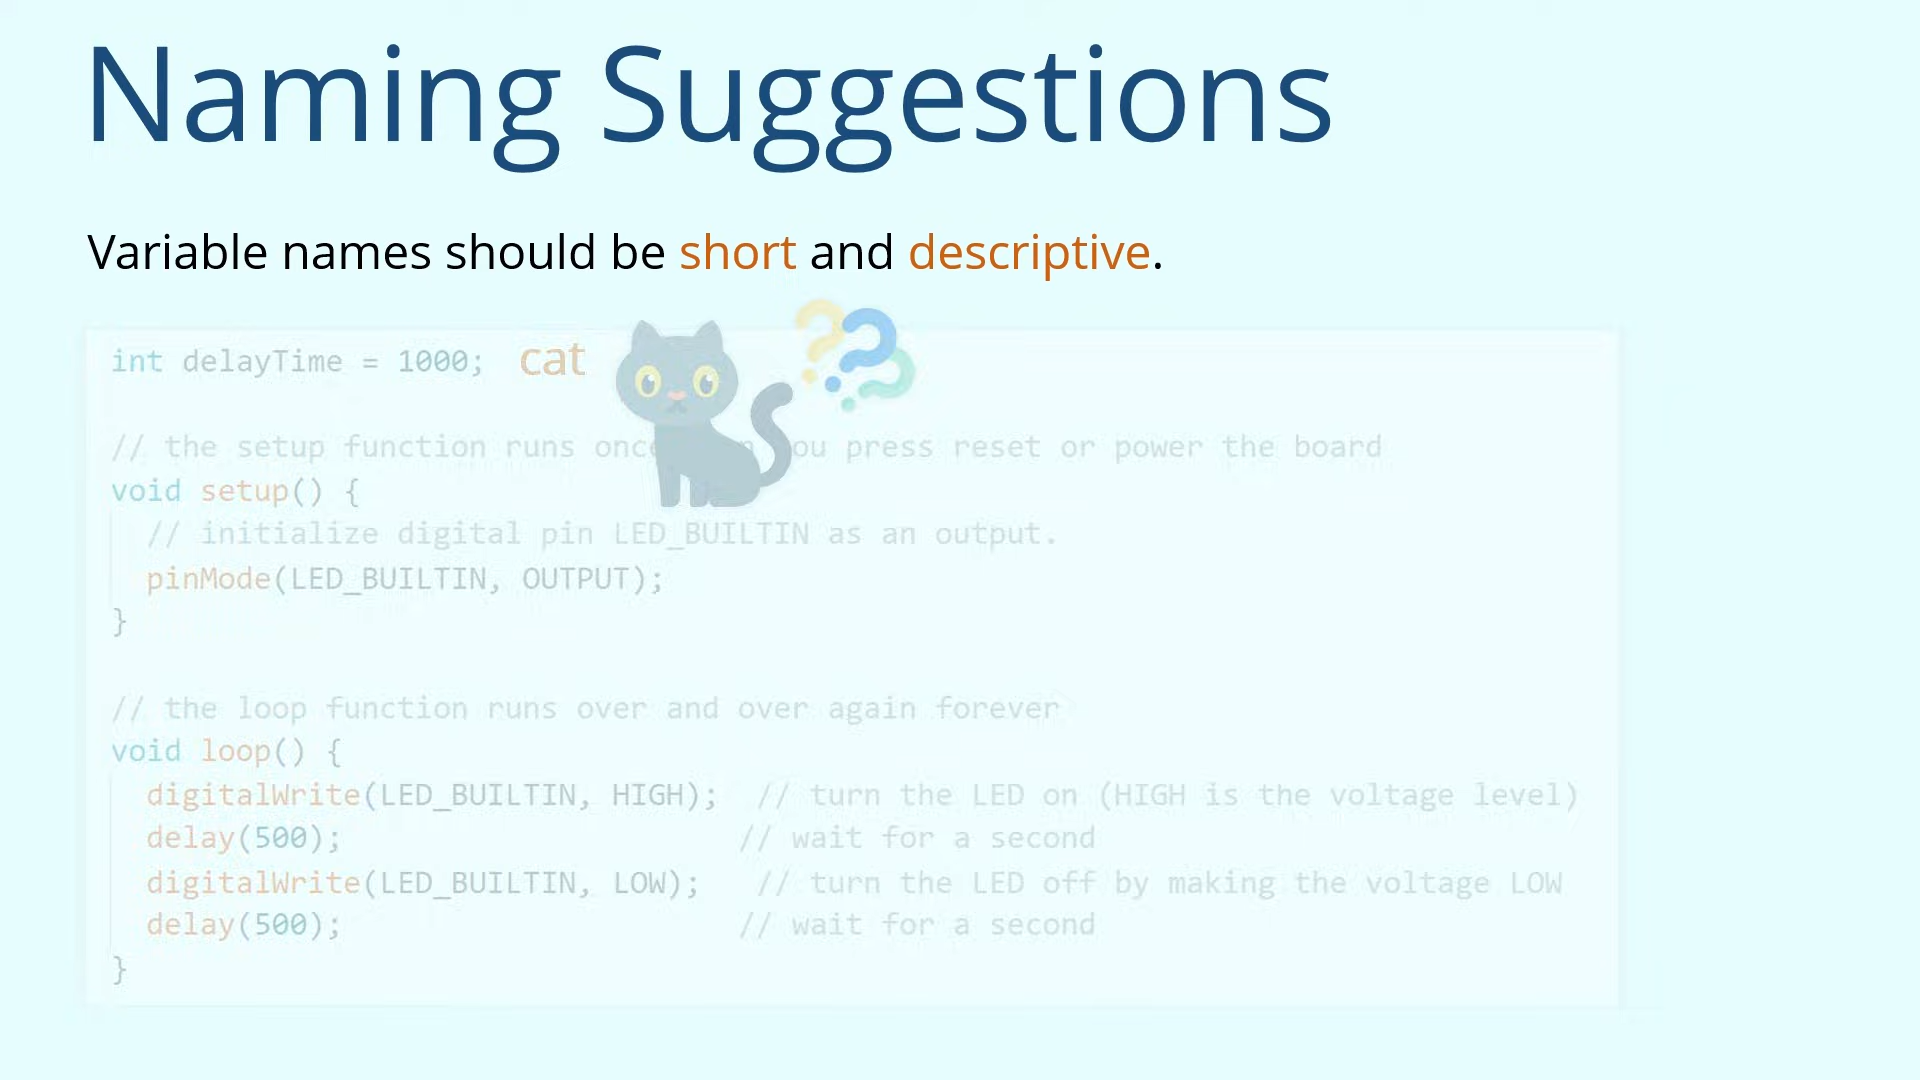 Naming Suggestions
Variable names should be short and descriptive.
int delayTime = 1000; cat
// the setup function runs once you press reset or power the board
void setup() {
// initialize digital pin LED_BUILTIN as an output.
pinMode(LED_BUILTIN, OUTPUT);
}
// the loop function runs over and over again forever
void loop() {
digitalWrite(LED_BUILTIN, HIGH); // turn the LED on (HIGH is the voltage level)
delay(500); // wait for a second
digitalWrite(LED_BUILTIN, LOW); // turn the LED off by making the voltage LOW
delay(500); // wait for a second
}